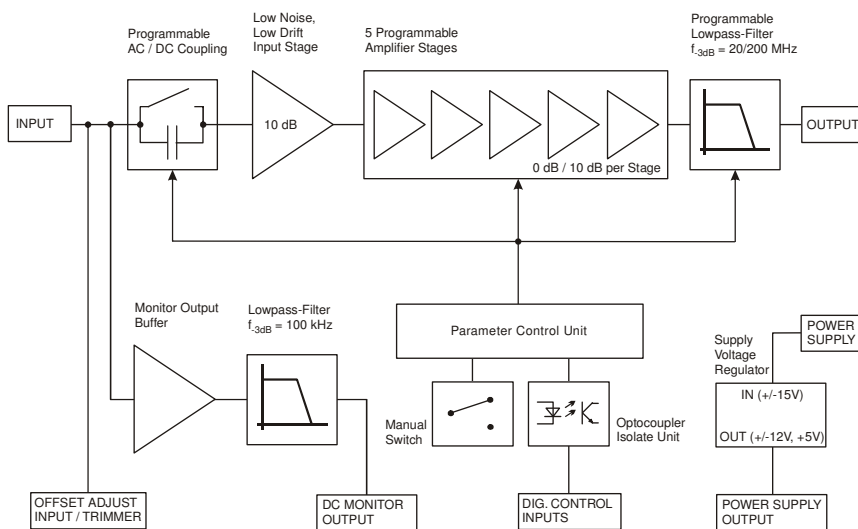 Programmable
AC / DC Coupling
Low Noise,
Low Drift
Input Stage
5 Programmable
Amplifier Stages
Programmable
Lowpass-Filter
f-3dB = 20/200 MHz
INPUT
10 dB
0 dB / 10 dB per Stage
OUTPUT
Monitor Output
Buffer
Lowpass-Filter
f-3dB = 100 kHz
Parameter Control Unit
Manual
Switch
Optocoupler
Isolate Unit
Supply
Voltage
Regulator
POWER
SUPPLY
IN (+/-15V)
OUT (+/-12V, +5V)
OFFSET ADJUST
INPUT / TRIMMER
DC MONITOR
OUTPUT
DIG. CONTROL
INPUTS
POWER SUPPLY
OUTPUT